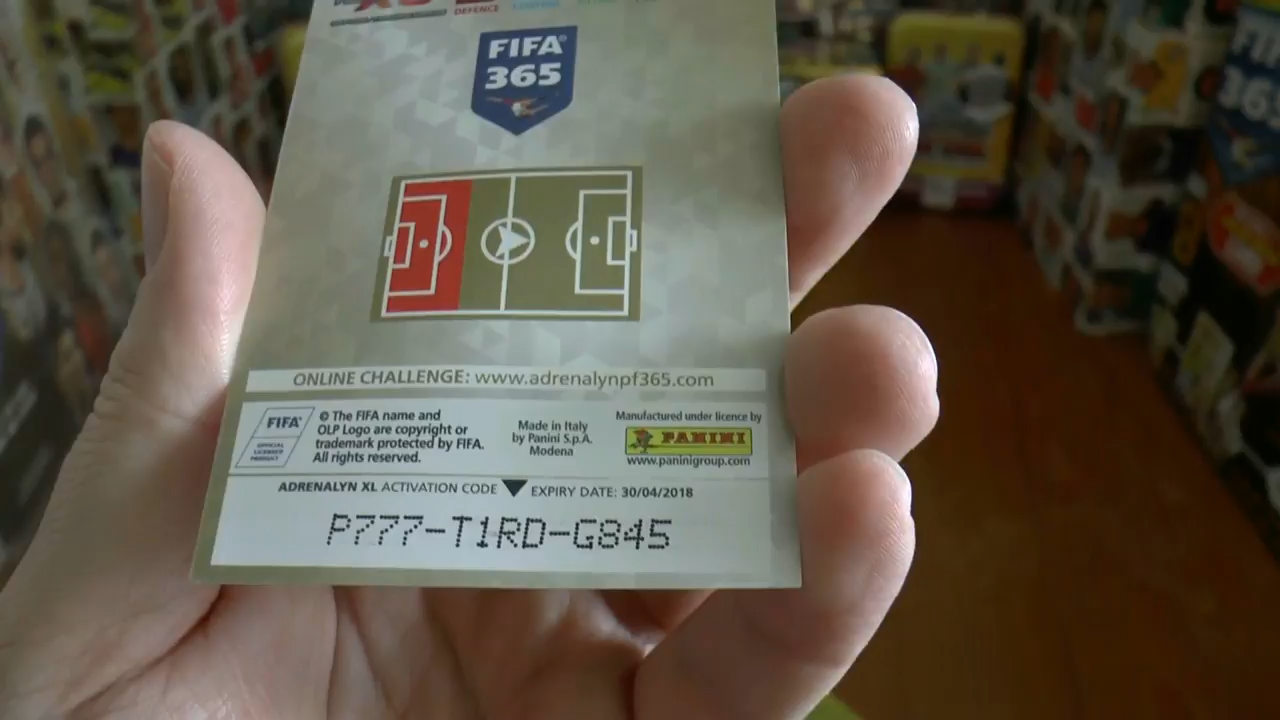 DEFENCE
FIFA
365
ONLINE CHALLENGE: www.adrenalynpf365.com
FIFA®
OFFICIAL
LICENSED
PRODUCT
© The FIFA name and
OLP Logo are copyright or
trademark protected by FIFA.
All rights reserved.
Made in Italy
by Panini S.p.A.
Modena
Manufactured under licence by
PANINI
www.paninigroup.com
ADRENALYN XL ACTIVATION CODE ▼ EXPIRY DATE: 30/04/2018
P777-T1RD-G845